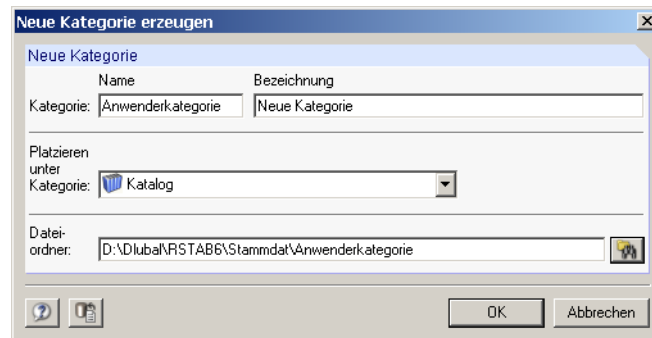 Neue Kategorie erzeugen
Neue Kategorie
Name Bezeichnung
Kategorie: Anwenderkategorie Neue Kategorie
Platzieren
unter
Kategorie: Katalog
Datei-
ordner: D:\Dlubal\RSTAB6\Stammdat\Anwenderkategorie
OK Abbrechen